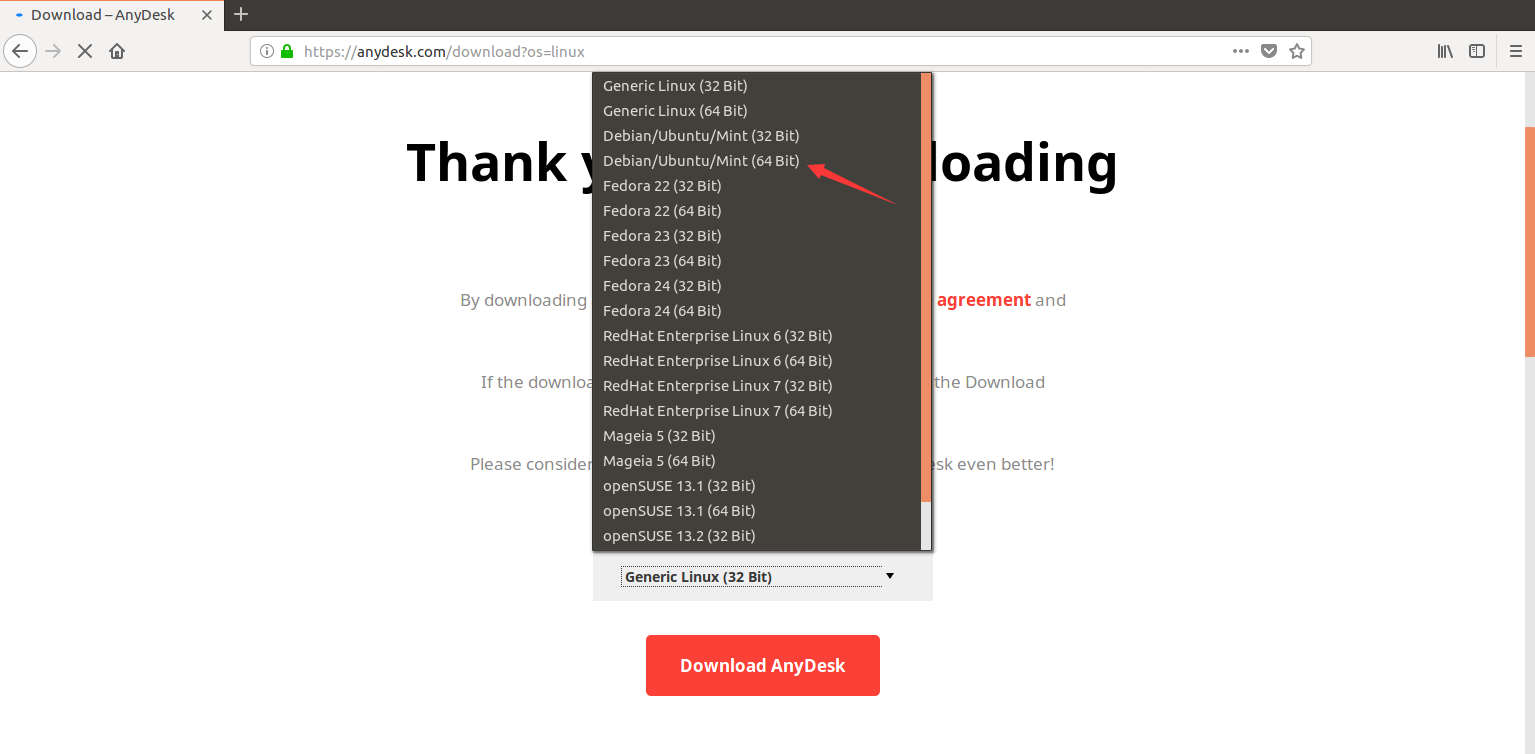 Download – AnyDesk
https://anydesk.com/download?os=linux
Generic Linux (32 Bit)
Generic Linux (64 Bit)
Debian/Ubuntu/Mint (32 Bit)
Debian/Ubuntu/Mint (64 Bit)
Fedora 22 (32 Bit)
Fedora 22 (64 Bit)
Fedora 23 (32 Bit)
Fedora 23 (64 Bit)
Fedora 24 (32 Bit)
Fedora 24 (64 Bit)
RedHat Enterprise Linux 6 (32 Bit)
RedHat Enterprise Linux 6 (64 Bit)
RedHat Enterprise Linux 7 (32 Bit)
RedHat Enterprise Linux 7 (64 Bit)
Mageia 5 (32 Bit)
Mageia 5 (64 Bit)
openSUSE 13.1 (32 Bit)
openSUSE 13.1 (64 Bit)
openSUSE 13.2 (32 Bit)
Thank y loading
By downloading agreement and
If the downloa the Download
Please consider sk even better!
Generic Linux (32 Bit)
Download AnyDesk